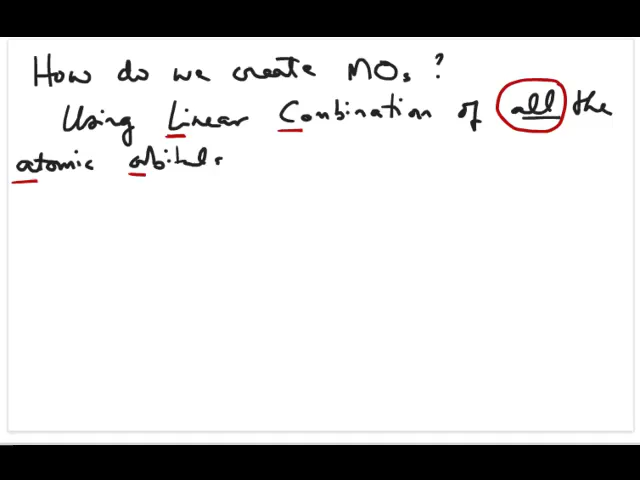 How do we create MOs?
Using Linear Combination of all the
atomic orbitals